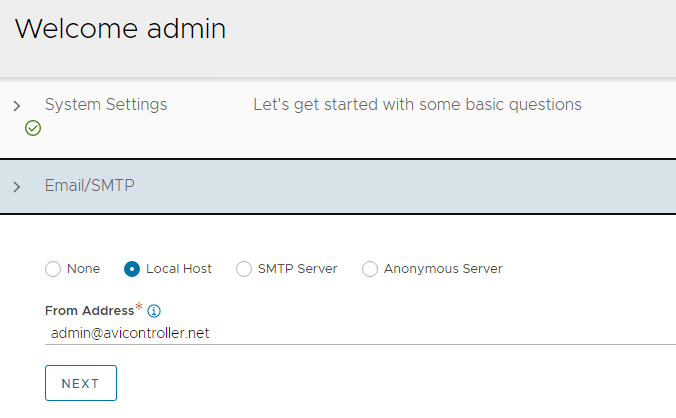 Welcome admin
System Settings Let's get started with some basic questions
Email/SMTP
None Local Host SMTP Server Anonymous Server
From Address*
admin@avicontroller.net
NEXT